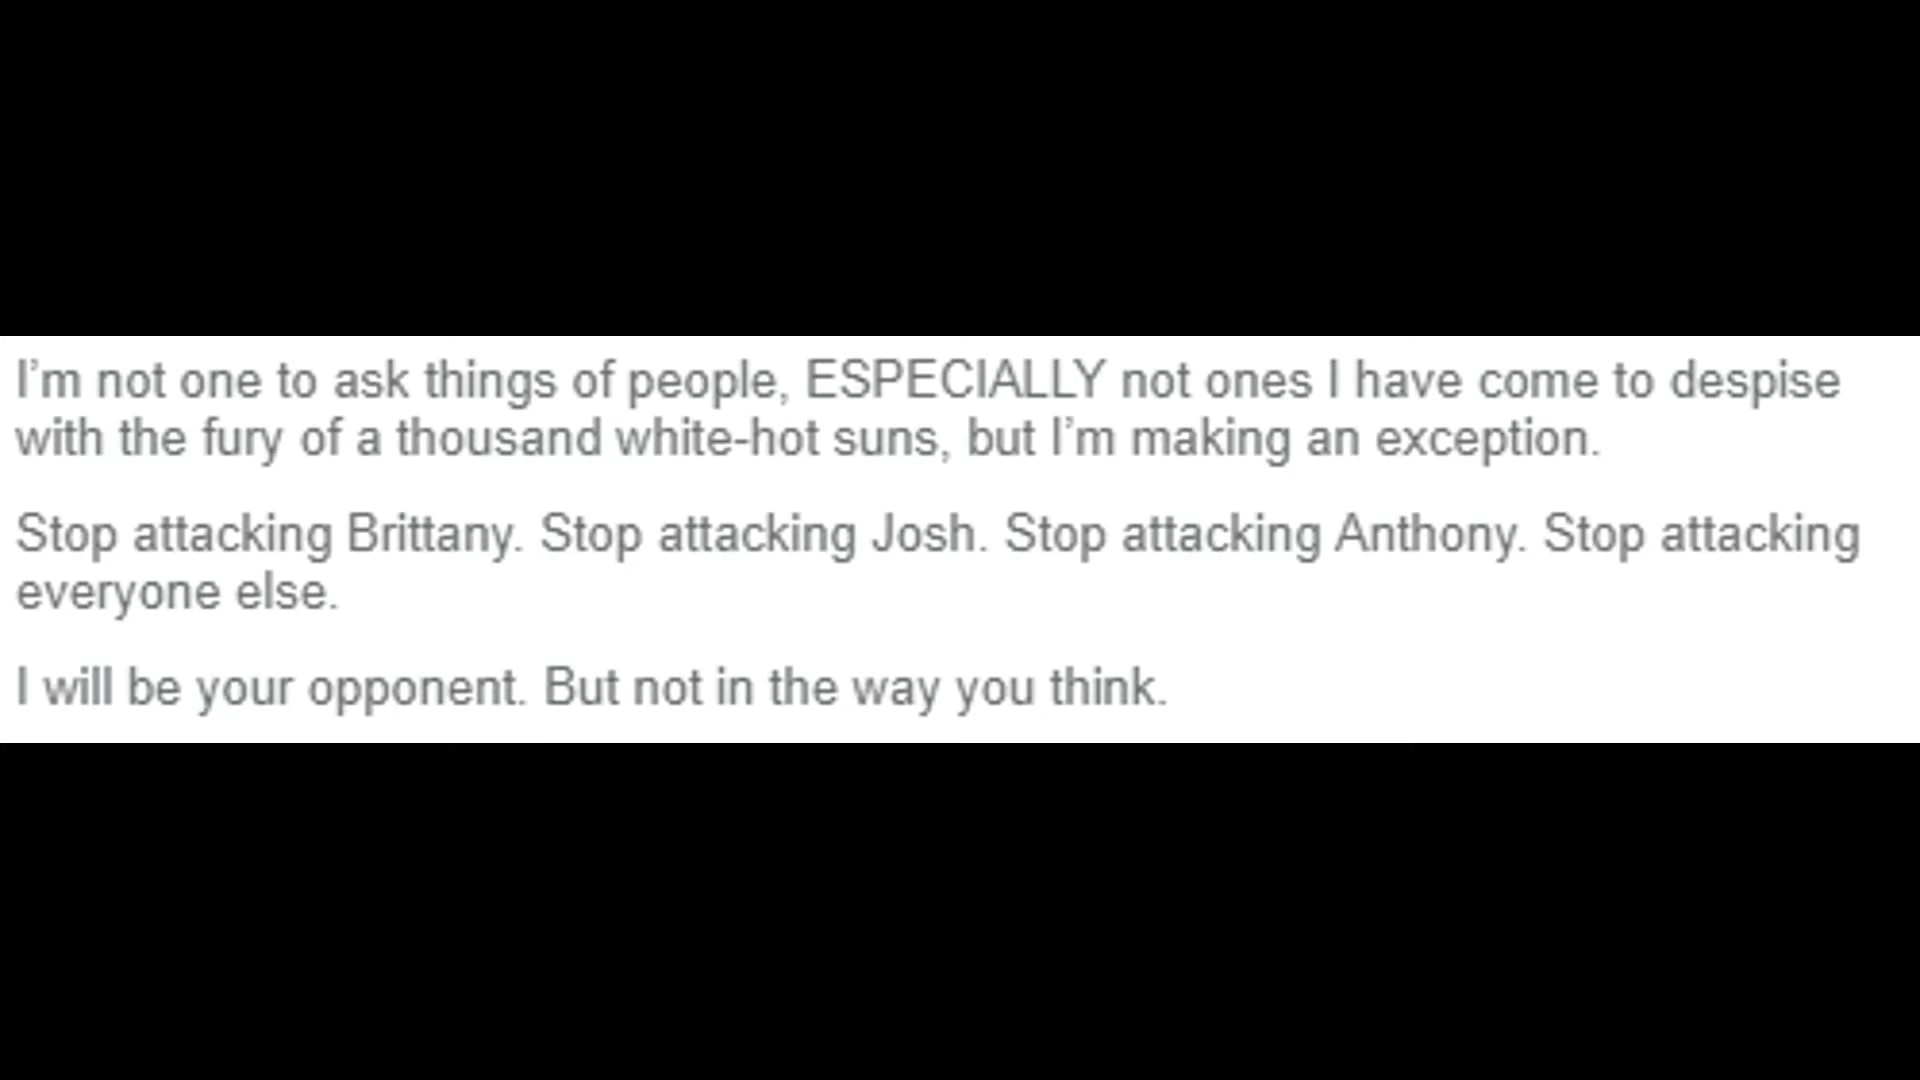 I’m not one to ask things of people, ESPECIALLY not ones I have come to despise
with the fury of a thousand white-hot suns, but I’m making an exception.
Stop attacking Brittany. Stop attacking Josh. Stop attacking Anthony. Stop attacking
everyone else.
I will be your opponent. But not in the way you think.